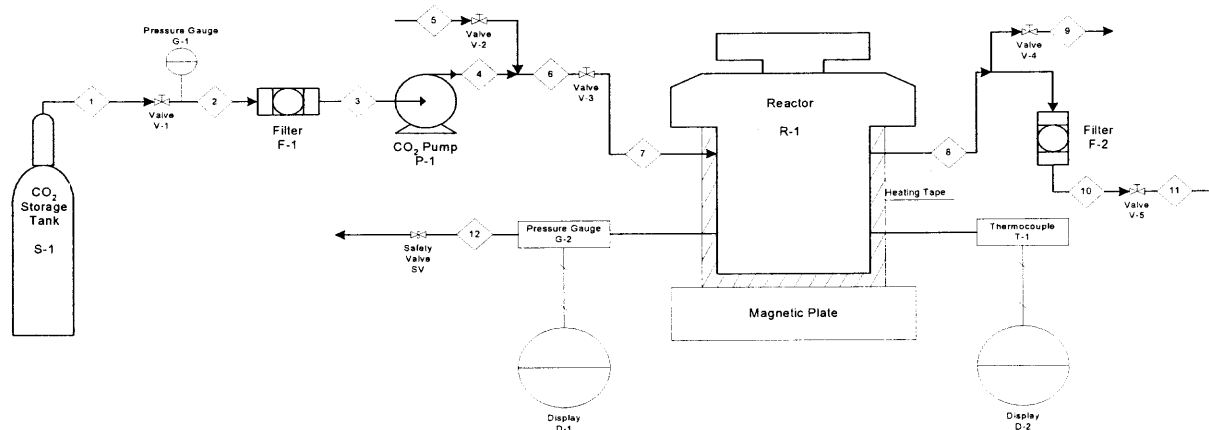 5
Valve
V-2
9
Valve
V-4
Pressure Gauge
G-1
1
Valve
V-1
2
Filter
F-1
3
CO2 Pump
P-1
4
6
Valve
V-3
7
Reactor
R-1
8
Filter
F-2
10
Valve
V-5
11
Heating Tape
CO2
Storage
Tank
S-1
Safety
Valve
SV
12
Pressure Gauge
G-2
Thermocouple
T-1
Magnetic Plate
Display
D-1
Display
D-2